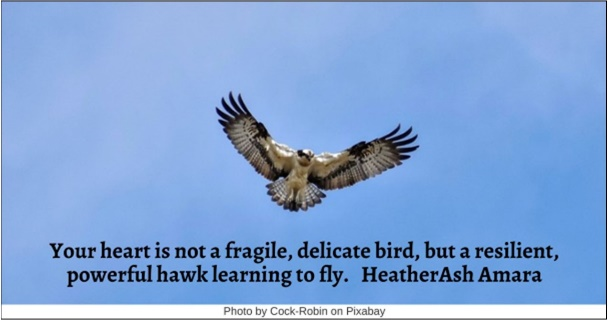 Your heart is not a fragile, delicate bird, but a resilient,
powerful hawk learning to fly. HeatherAsh Amara
Photo by Cock-Robin on Pixabay